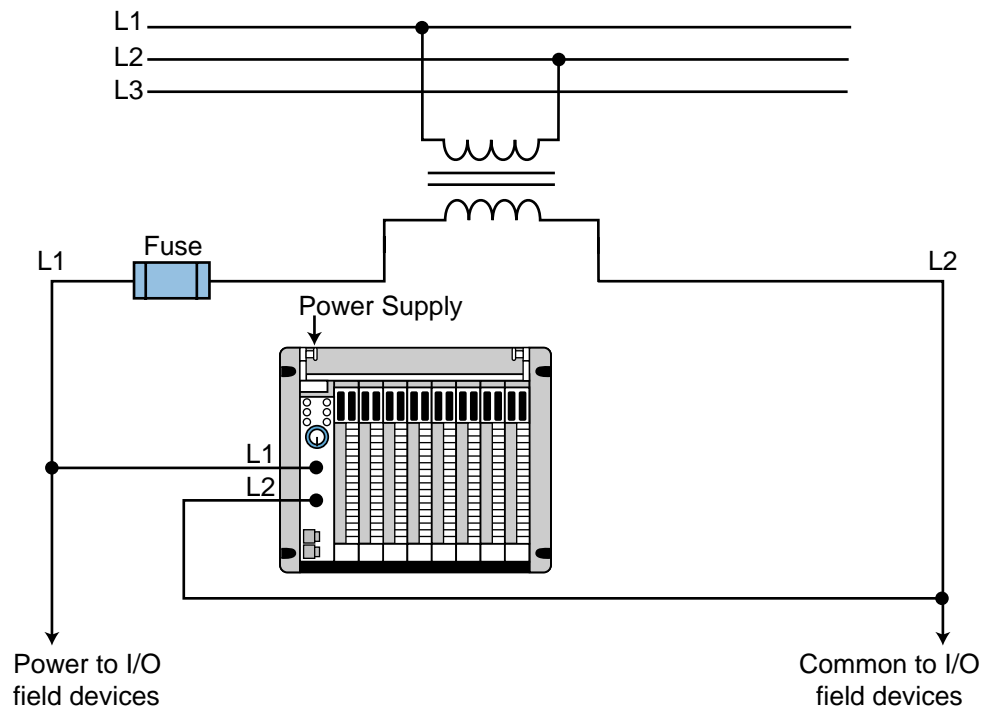 L1
L2
L3
Fuse
L1
L2
Power Supply
L1
L2
Power to I/O
field devices
Common to I/O
field devices